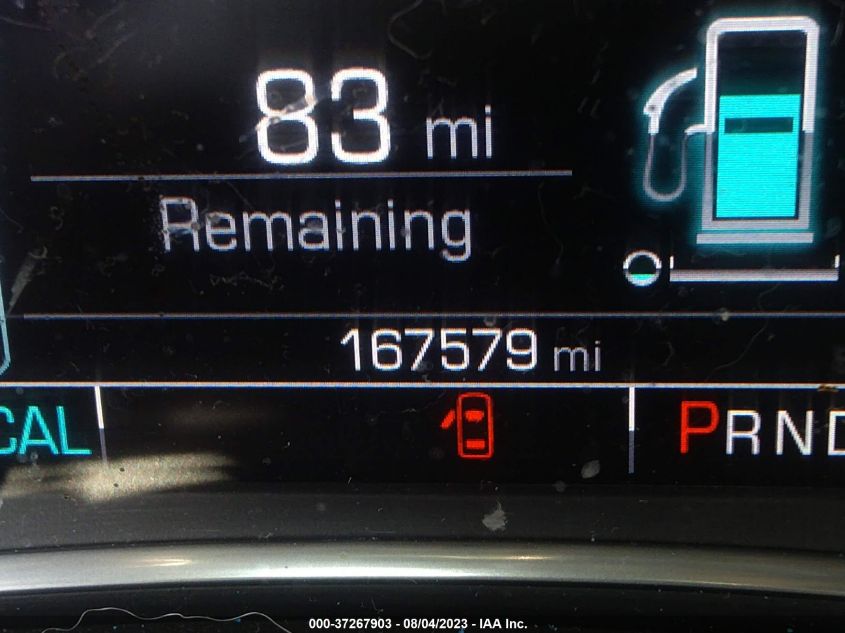 83 mi
Remaining
167579 mi
CAL
PRND
000-37267903 - 08/04/2023 - IAA Inc.